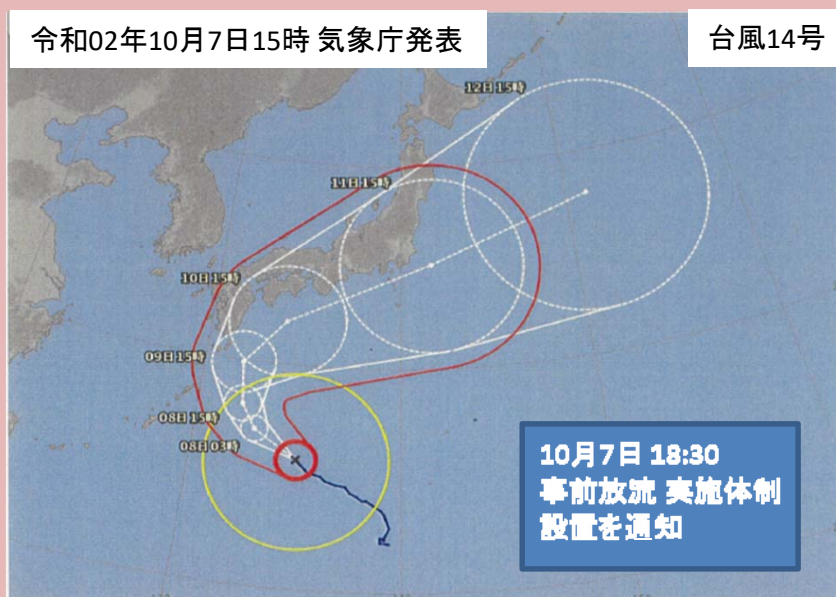 令和02年10月7日15時 気象庁発表
台風14号
12日15時
11日15時
10日15時
09日15時
08日15時
08日03時
10月7日 18:30
事前放流 実施体制
設置を通知